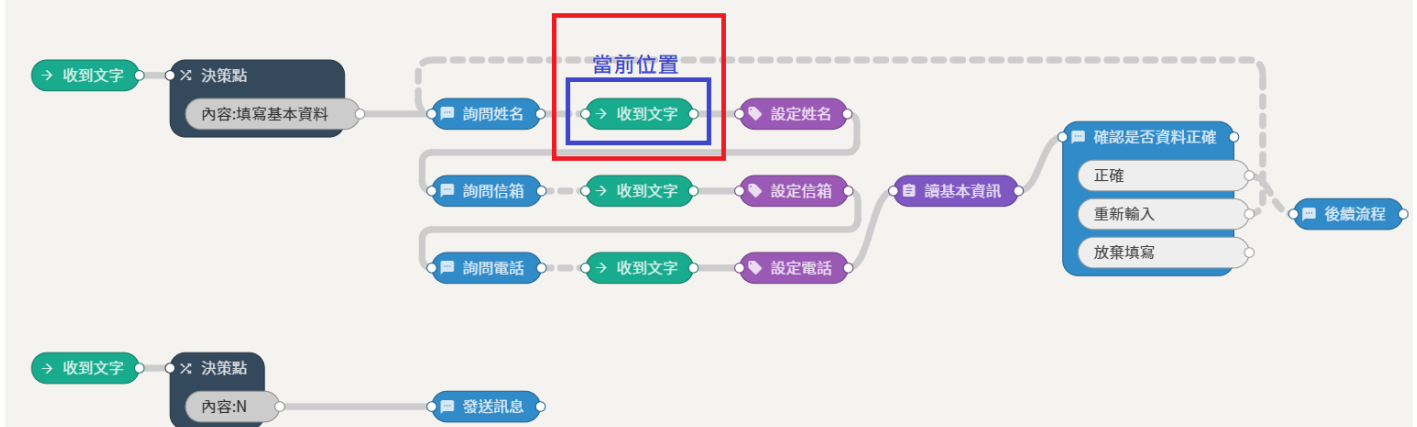 當前位置
收到文字
決策點
內容:填寫基本資料
詢問姓名
收到文字
設定姓名
確認是否資料正確
正確
重新輸入
放棄填寫
詢問信箱
收到文字
設定信箱
讀基本資訊
後續流程
詢問電話
收到文字
設定電話
收到文字
決策點
內容:N
發送訊息